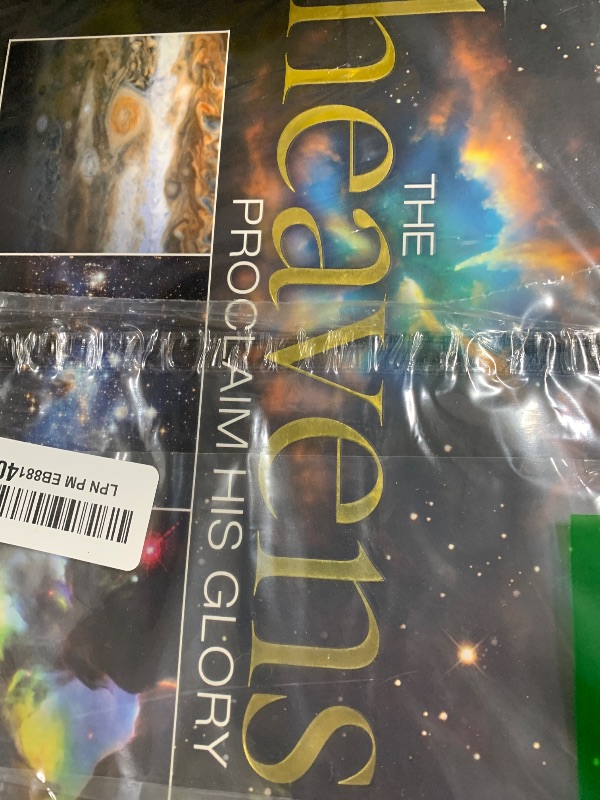 THE
heavens
PROCLAIM HIS GLORY
LPN PM EB88140